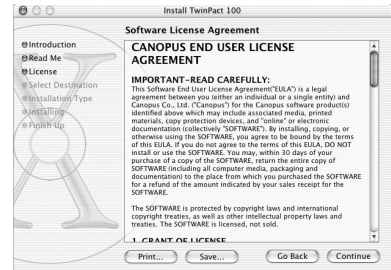 Install TwinPact 100
Software License Agreement
Introduction
Read Me
License
Select Destination
Installation Type
Installing
Finish Up
CANOPUS END USER LICENSE
AGREEMENT
IMPORTANT–READ CAREFULLY:
This Software End User License Agreement("EULA") is a legal
agreement between you (either an individual or a single entity) and
Canopus Co., Ltd. ("Canopus") for the Canopus software product(s)
identified above which may include associated media, printed
materials, copy protection devices, and "online" or electronic
documentation (collectively "SOFTWARE"). By installing, copying, or
otherwise using the SOFTWARE, you agree to be bound by the terms
of this EULA. If you do not agree to the terms of this EULA, DO NOT
install or use the SOFTWARE. You may, within 30 days of your
purchase of a copy of the SOFTWARE, return the entire copy of
SOFTWARE (including all computer media, packaging and
documentation) to the place from which you purchased the SOFTWARE
for a refund of the amount indicated by your sales receipt for the
SOFTWARE.
The SOFTWARE is protected by copyright laws and international
copyright treaties, as well as other intellectual property laws and
treaties. The SOFTWARE is licensed, not sold.
1. GRANT OF LICENSE
Print... Save... Go Back Continue